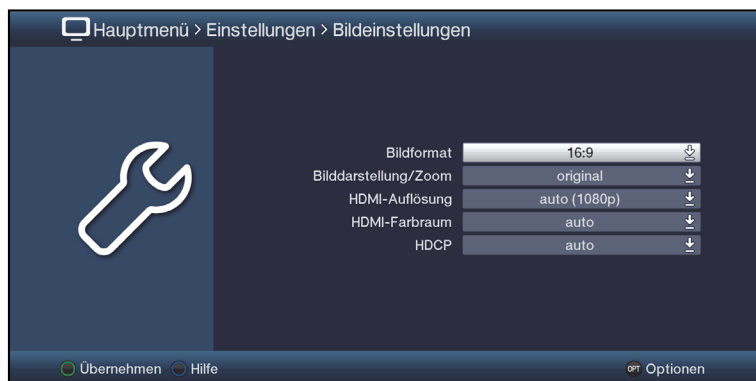 Hauptmenü > Einstellungen > Bildeinstellungen
Bildformat 16:9
Bilddarstellung/Zoom original
HDMI-Auflösung auto (1080p)
HDMI-Farbraum auto
HDCP auto
Übernehmen Hilfe OPT Optionen